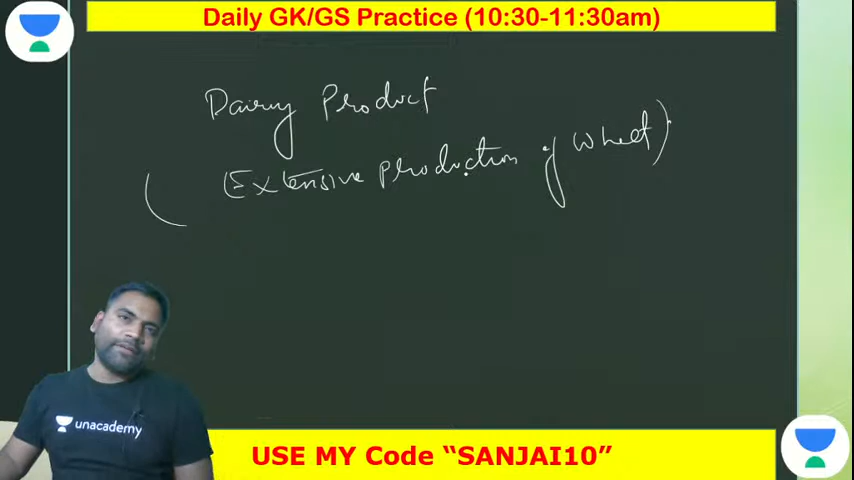 Daily GK/GS Practice (10:30-11:30am)
Dairy Product
(Extensive production of wheat)
unacademy
USE MY Code “SANJAI10”